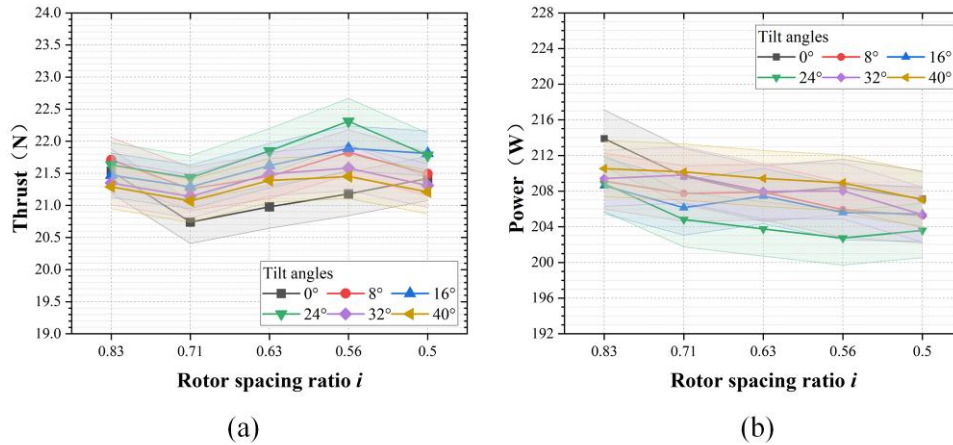 24.0
23.5
23.0
22.5
22.0
21.5
21.0
20.5
20.0
19.5
19.0
Thrust（N）
Tilt angles
0° 8° 16°
24° 32° 40°
0.83 0.71 0.63 0.56 0.5
Rotor spacing ratio i
(a)
228
224
220
216
212
208
204
200
196
192
Power（W）
Tilt angles
0° 8° 16°
24° 32° 40°
0.83 0.71 0.63 0.56 0.5
Rotor spacing ratio i
(b)